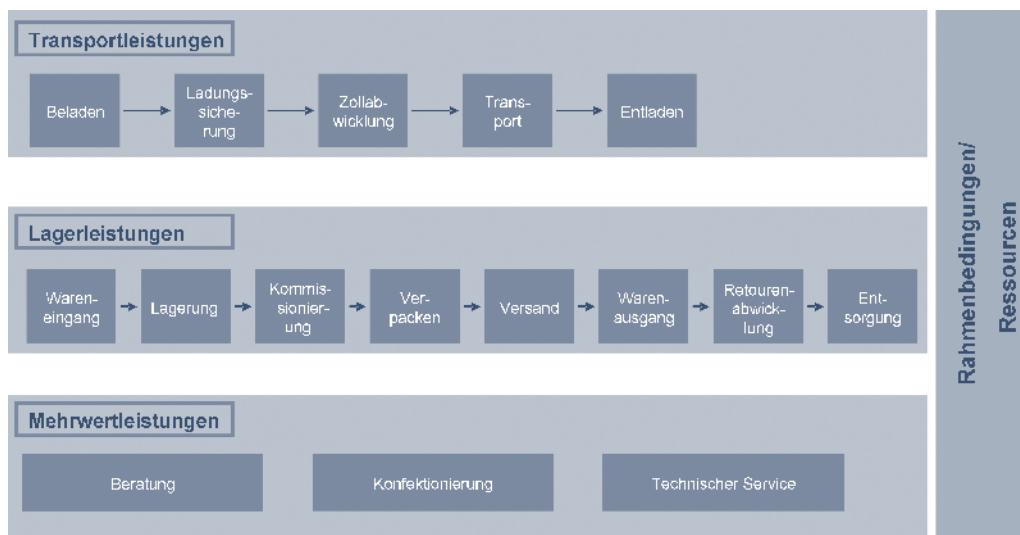 Transportleistungen
Beladen
Ladungs-
siche-
rung
Zollab-
wicklung
Trans-
port
Entladen
Lagerleistungen
Waren-
eingang
Lagerung
Kommis-
sionier-
ung
Ver-
packen
Versand
Waren-
ausgang
Retouren-
abwick-
lung
Ent-
sorgung
Mehrwertleistungen
Beratung
Konfektionierung
Technischer Service
Rahmenbedingungen/
Ressourcen